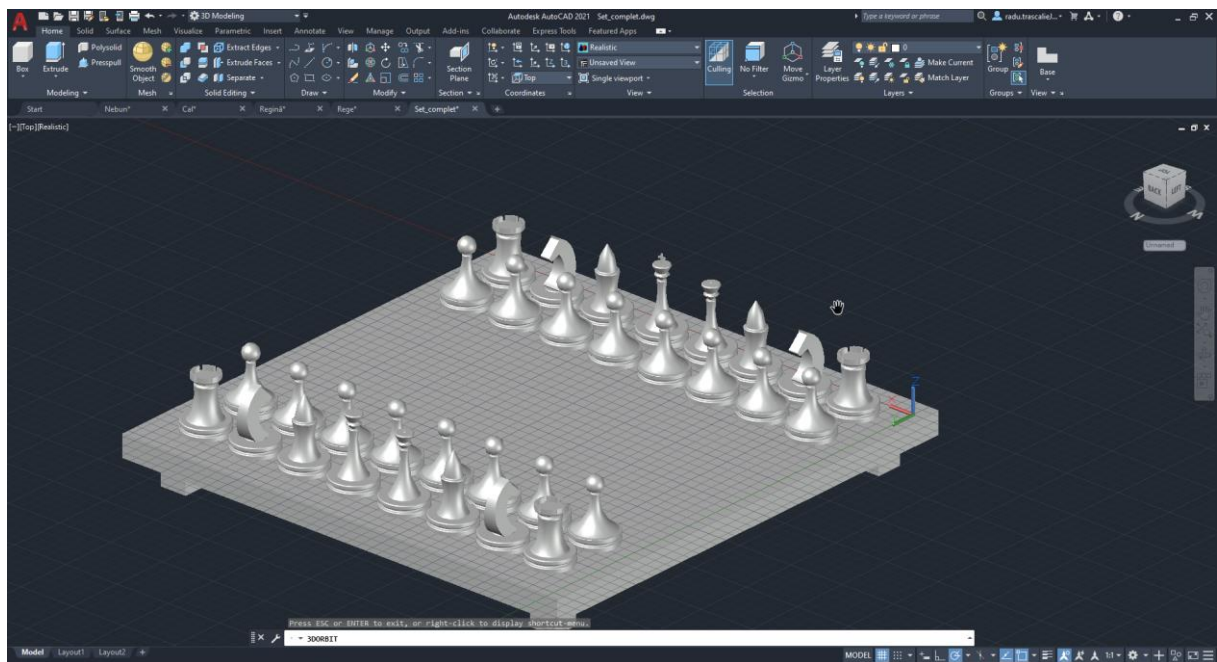 3D Modeling
Autodesk AutoCAD 2021 Set_complet.dwg
Type a keyword or phrase
radu.trascaliel...
Home Solid Surface Mesh Visualize Parametric Insert Annotate View Manage Output Add-ins Collaborate Express Tools Featured Apps
Box
Extrude
Polysolid
Presspull
Smooth
Object
Extract Edges
Extrude Faces
Separate
Section
Plane
Realistic
Unsaved View
Top
Single viewport
Culling
No Filter
Move
Gizmo
Layer
Properties
0
Make Current
Match Layer
Group
Base
Modeling Mesh Solid Editing Draw Modify Section Coordinates View Selection Layers Groups View
Start Nebun* Cal* Regină* Rege* Set_complet*
[−][Top][Realistic]
BACK LEFT
N
Unnamed
Z
Press ESC or ENTER to exit, or right-click to display shortcut-menu.
3DORBIT
Model Layout1 Layout2
MODEL
1:1